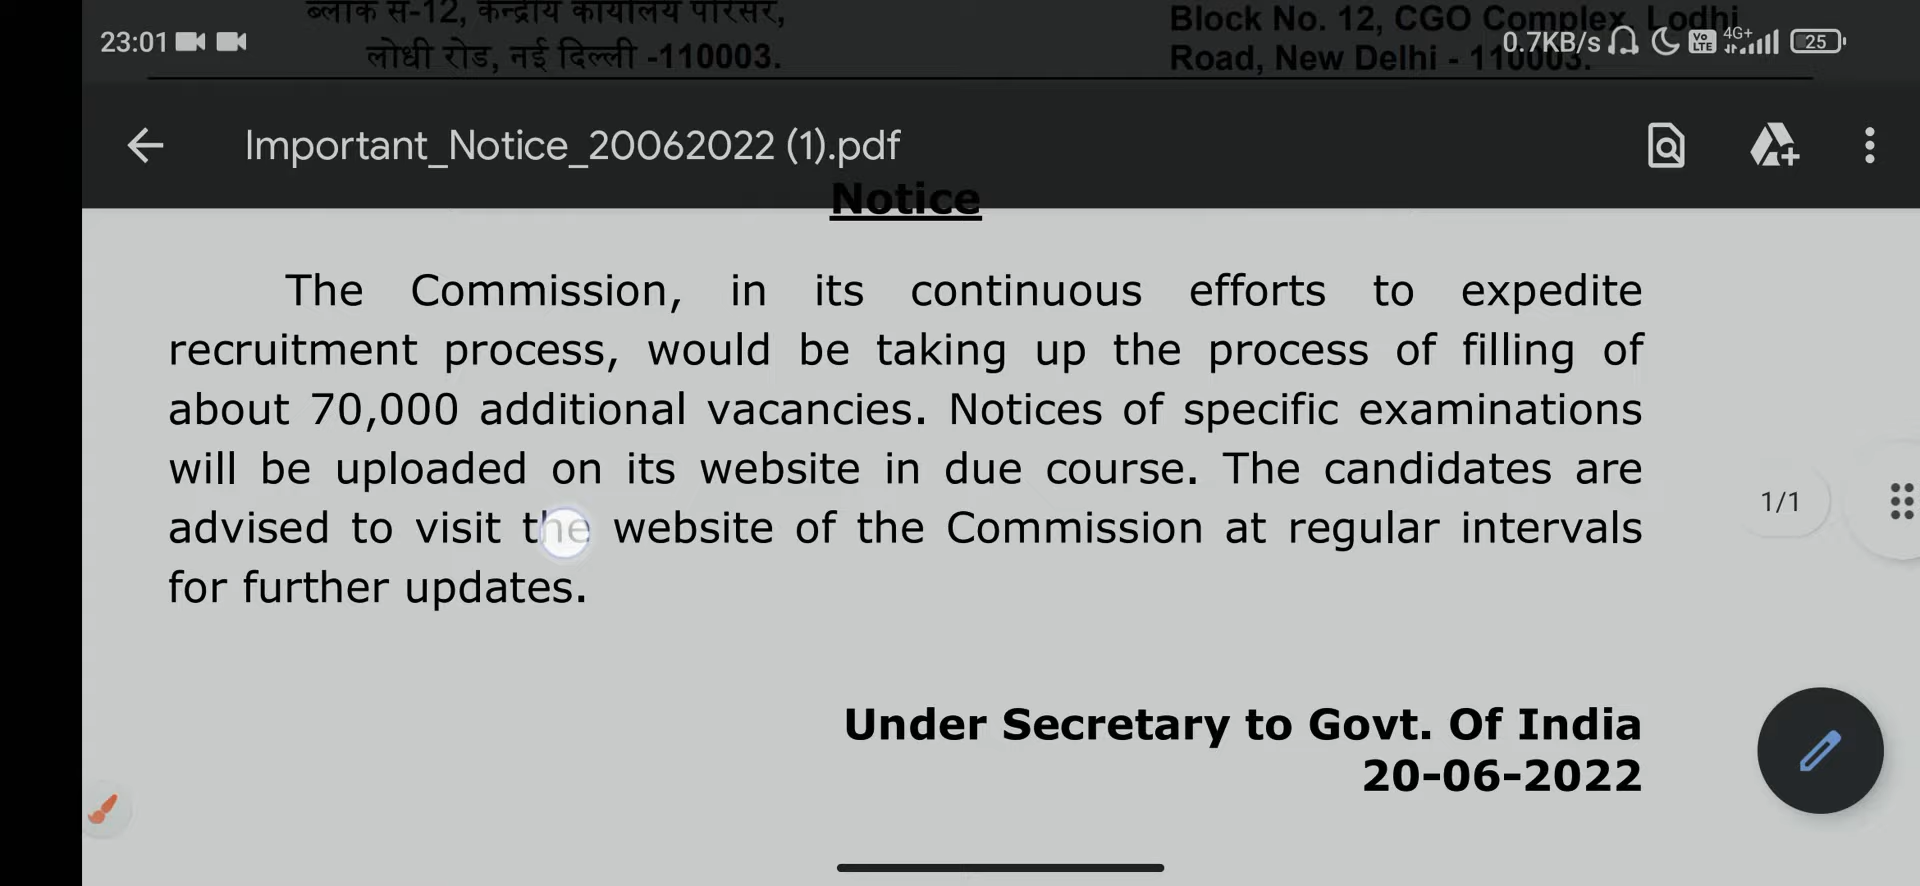 ब्लाक स-12, केन्द्रीय कार्यालय परिसर,
लोधी रोड, नई दिल्ली -110003.
Block No. 12, CGO Complex, Lodhi
Road, New Delhi - 110003.
23:01
0.7KB/s
Vo LTE
4G+
25
Important_Notice_20062022 (1).pdf
Notice
The Commission, in its continuous efforts to expedite
recruitment process, would be taking up the process of filling of
about 70,000 additional vacancies. Notices of specific examinations
will be uploaded on its website in due course. The candidates are
advised to visit the website of the Commission at regular intervals
for further updates.
1/1
Under Secretary to Govt. Of India
20-06-2022